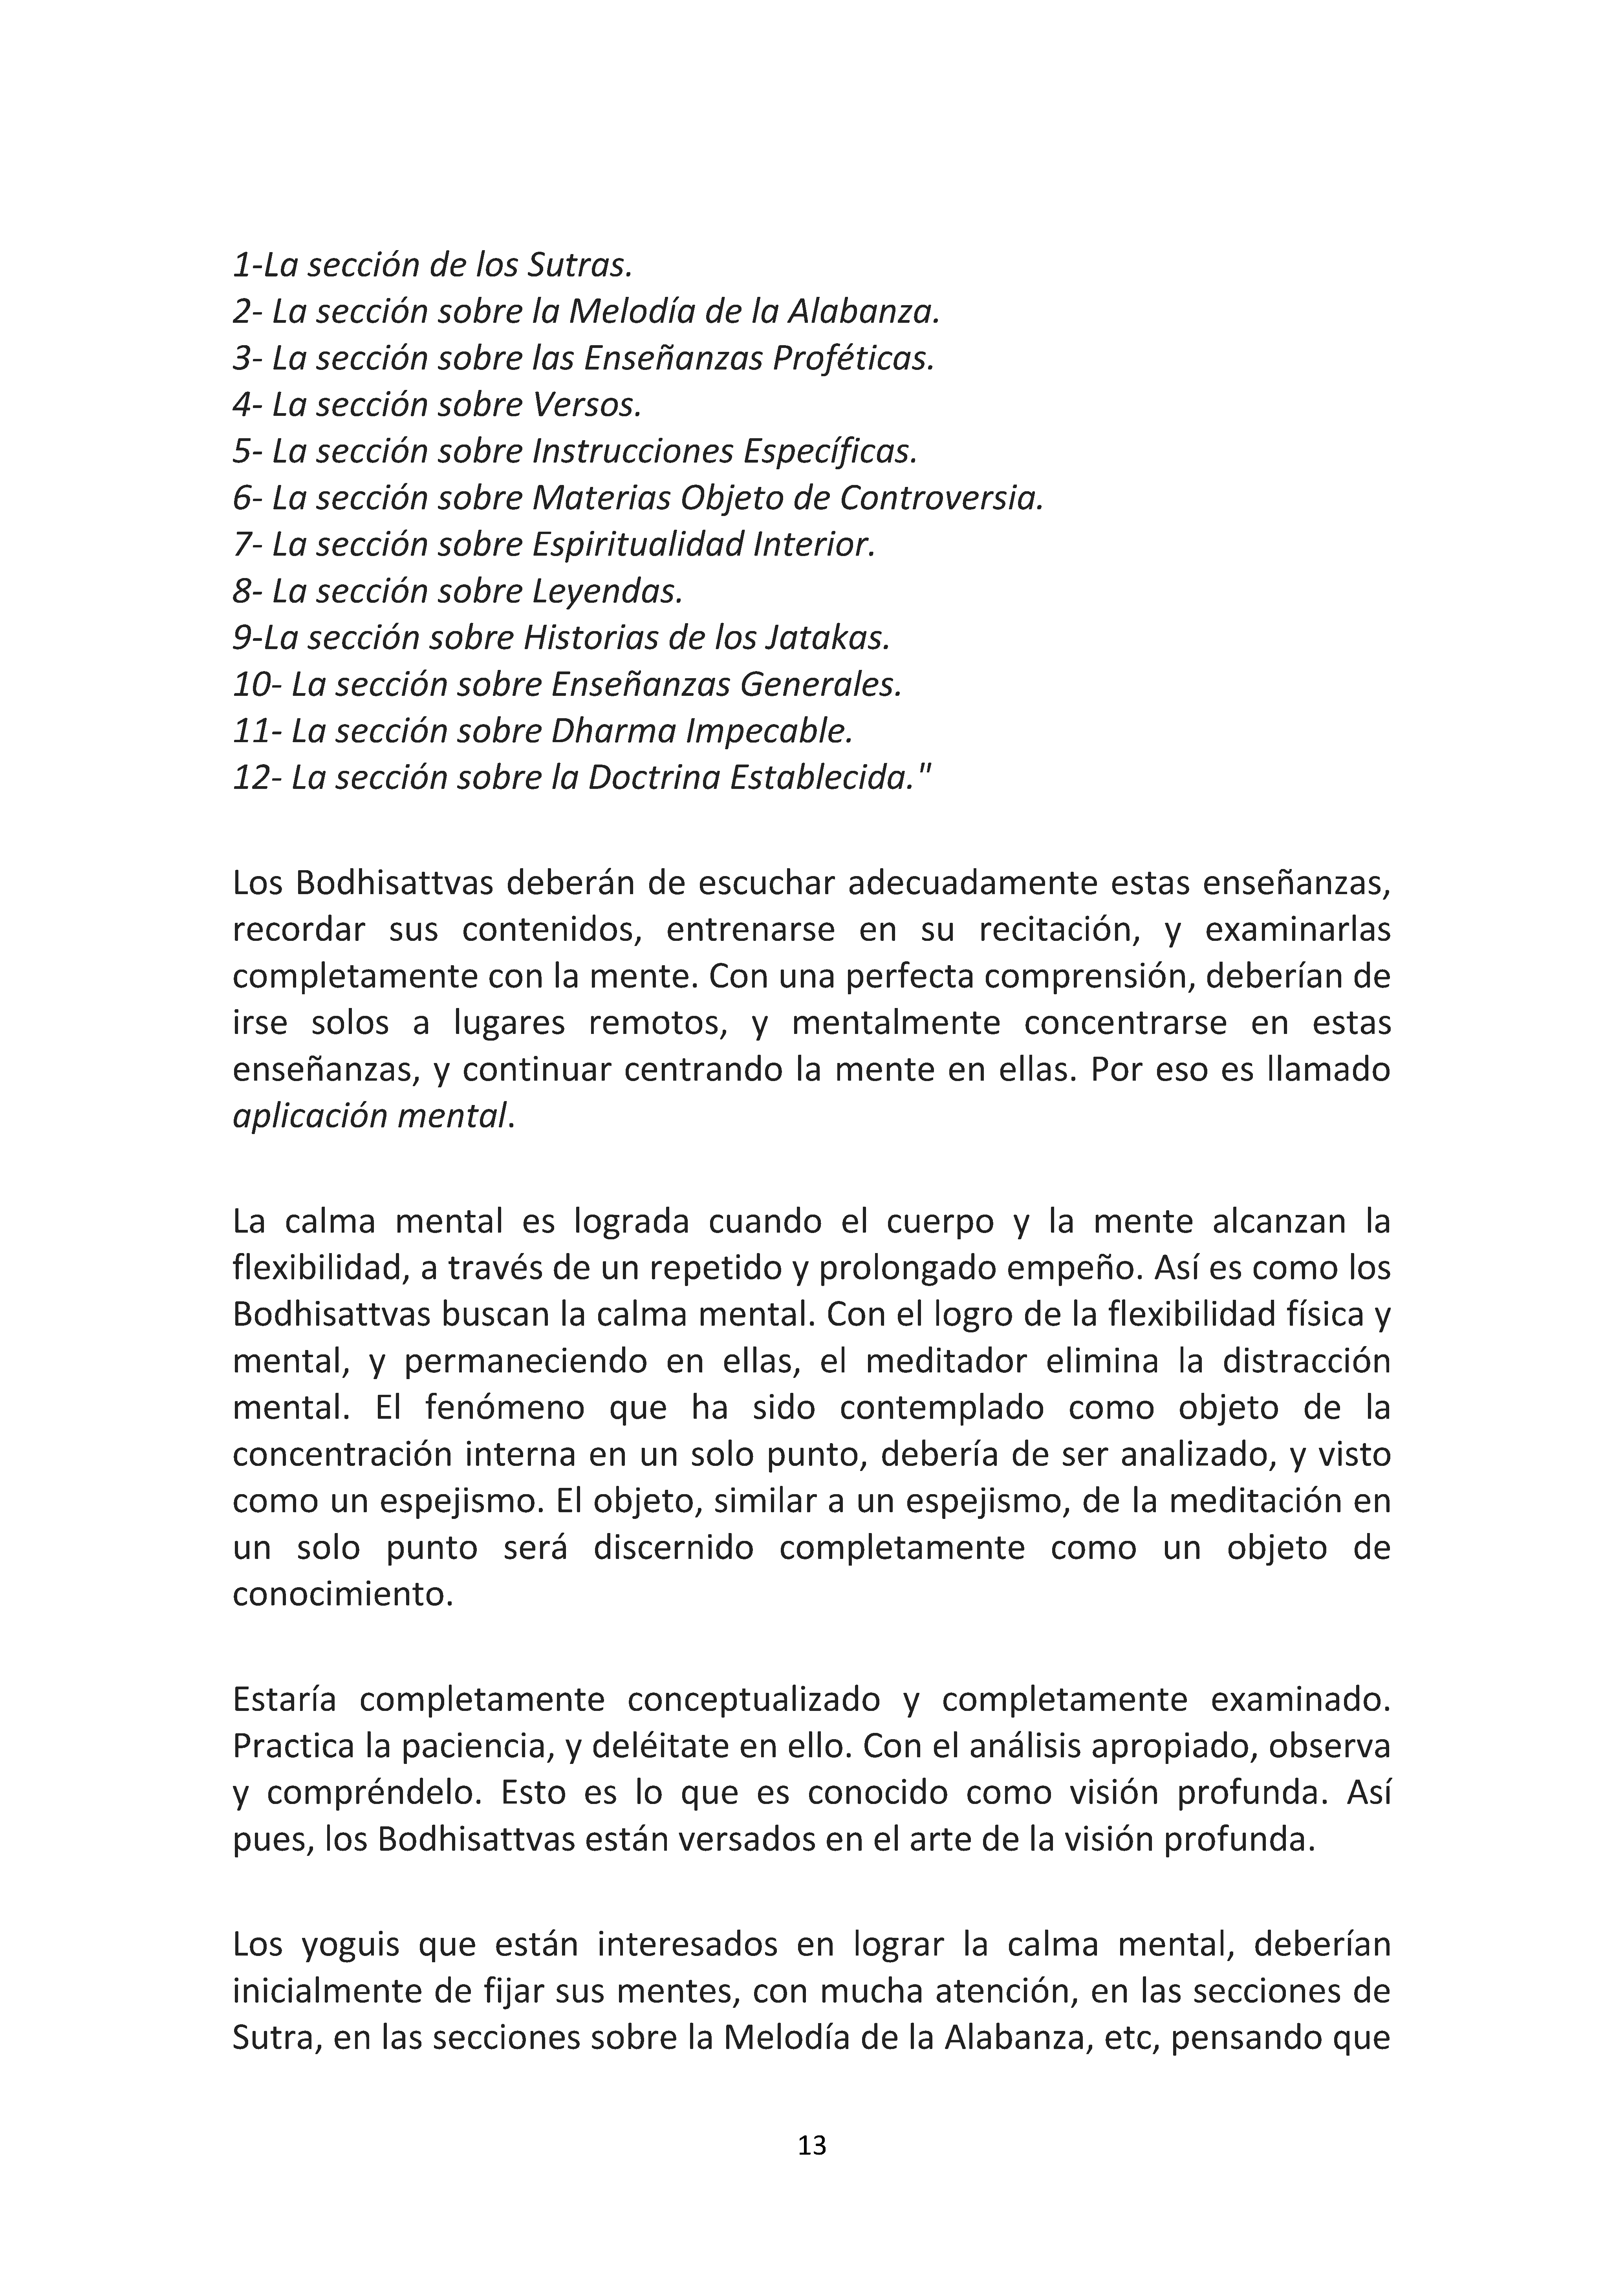 1-La sección de los Sutras.
2- La sección sobre la Melodía de la Alabanza.
3- La sección sobre las Enseñanzas Proféticas.
4- La sección sobre Versos.
5- La sección sobre Instrucciones Específicas.
6- La sección sobre Materias Objeto de Controversia.
7- La sección sobre Espiritualidad Interior.
8- La sección sobre Leyendas.
9-La sección sobre Historias de los Jatakas.
10- La sección sobre Enseñanzas Generales.
11- La sección sobre Dharma Impecable.
12- La sección sobre la Doctrina Establecida."
Los Bodhisattvas deberán de escuchar adecuadamente estas enseñanzas,
recordar sus contenidos, entrenarse en su recitación, y examinarlas
completamente con la mente. Con una perfecta comprensión, deberían de
irse solos a lugares remotos, y mentalmente concentrarse en estas
enseñanzas, y continuar centrando la mente en ellas. Por eso es llamado
aplicación mental.
La calma mental es lograda cuando el cuerpo y la mente alcanzan la
flexibilidad, a través de un repetido y prolongado empeño. Así es como los
Bodhisattvas buscan la calma mental. Con el logro de la flexibilidad física y
mental, y permaneciendo en ellas, el meditador elimina la distracción
mental. El fenómeno que ha sido contemplado como objeto de la
concentración interna en un solo punto, debería de ser analizado, y visto
como un espejismo. El objeto, similar a un espejismo, de la meditación en
un solo punto será discernido completamente como un objeto de
conocimiento.
Estaría completamente conceptualizado y completamente examinado.
Practica la paciencia, y deléitate en ello. Con el análisis apropiado, observa
y compréndelo. Esto es lo que es conocido como visión profunda. Así
pues, los Bodhisattvas están versados en el arte de la visión profunda.
Los yoguis que están interesados en lograr la calma mental, deberían
inicialmente de fijar sus mentes, con mucha atención, en las secciones de
Sutra, en las secciones sobre la Melodía de la Alabanza, etc, pensando que
13